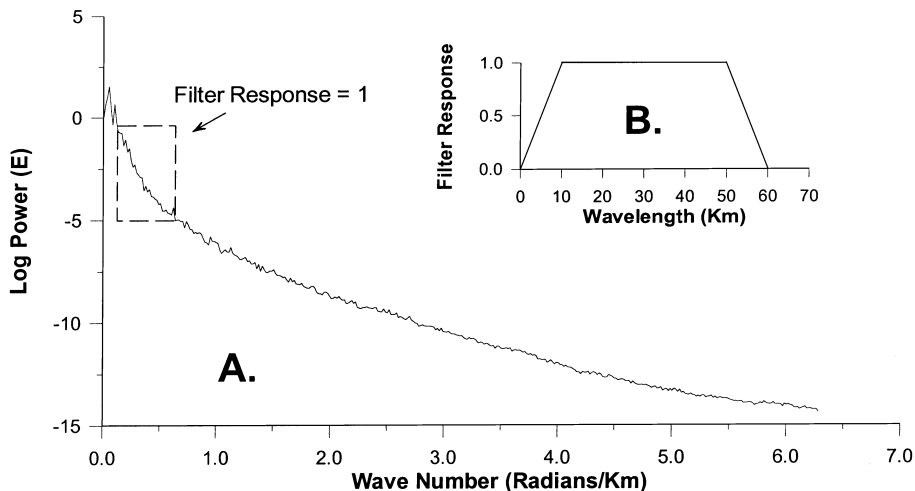 5
0
-5
-10
-15
Log Power (E)
Filter Response = 1
A.
0.0 1.0 2.0 3.0 4.0 5.0 6.0 7.0
Wave Number (Radians/Km)
1.0
0.5
0.0
Filter Response
B.
0 10 20 30 40 50 60 70
Wavelength (Km)